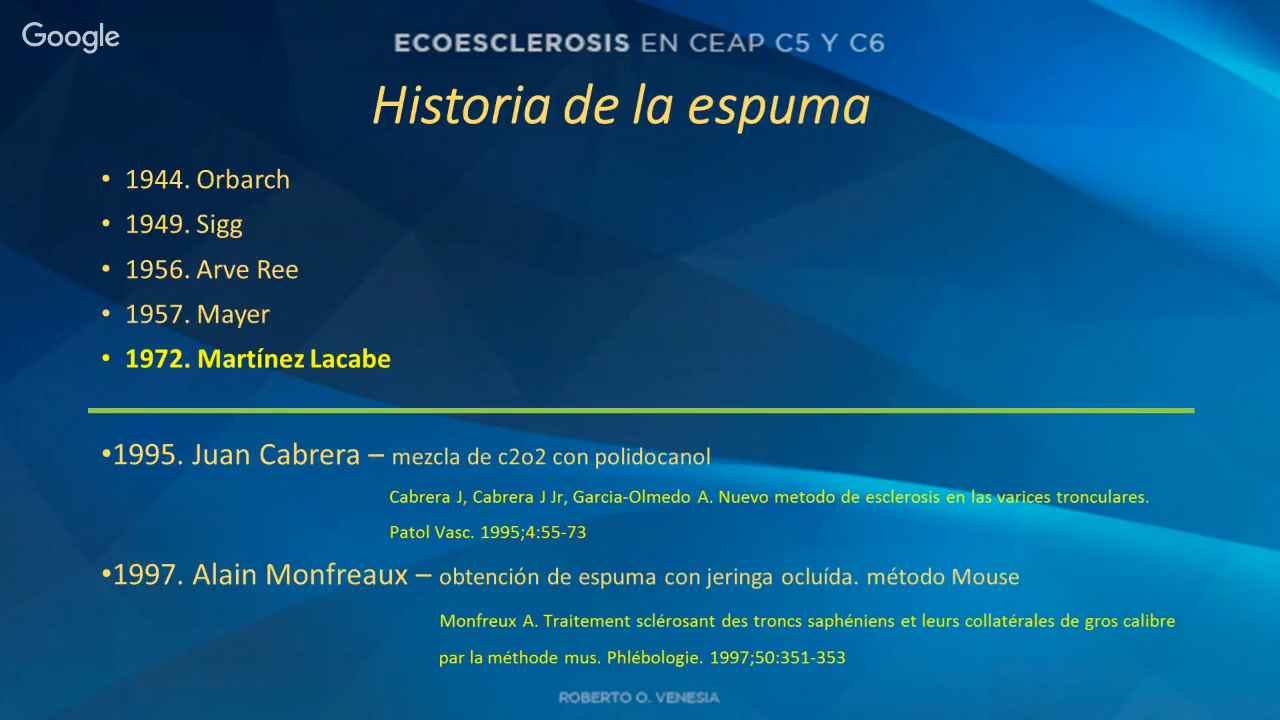 Google
ECOESCLEROSIS EN CEAP C5 Y C6
Historia de la espuma
• 1944. Orbarch
• 1949. Sigg
• 1956. Arve Ree
• 1957. Mayer
• 1972. Martínez Lacabe
•1995. Juan Cabrera – mezcla de c2o2 con polidocanol
Cabrera J, Cabrera J Jr, Garcia-Olmedo A. Nuevo metodo de esclerosis en las varices tronculares.
Patol Vasc. 1995;4:55-73
•1997. Alain Monfreaux – obtención de espuma con jeringa ocluída. método Mouse
Monfreux A. Traitement sclérosant des troncs saphéniens et leurs collatérales de gros calibre
par la méthode mus. Phlébologie. 1997;50:351-353
ROBERTO O. VENESIA